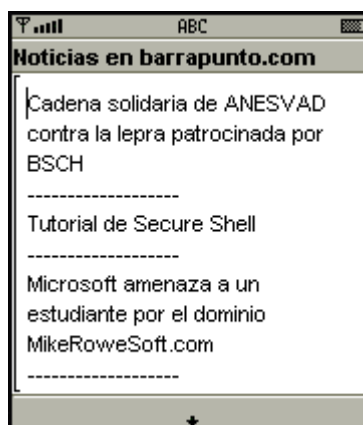 ABC
Noticias en barrapunto.com
Cadena solidaria de ANESVAD
contra la lepra patrocinada por
BSCH
-------------------
Tutorial de Secure Shell
-------------------
Microsoft amenaza a un
estudiante por el dominio
MikeRoweSoft.com
-------------------